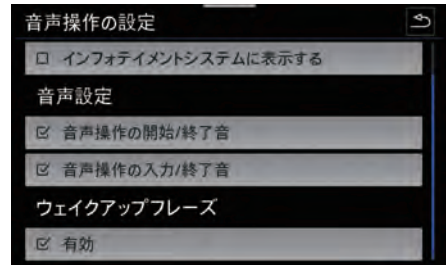 音声操作の設定
インフォテイメントシステムに表示する
音声設定
音声操作の開始/終了音
音声操作の入力/終了音
ウェイクアップフレーズ
有効